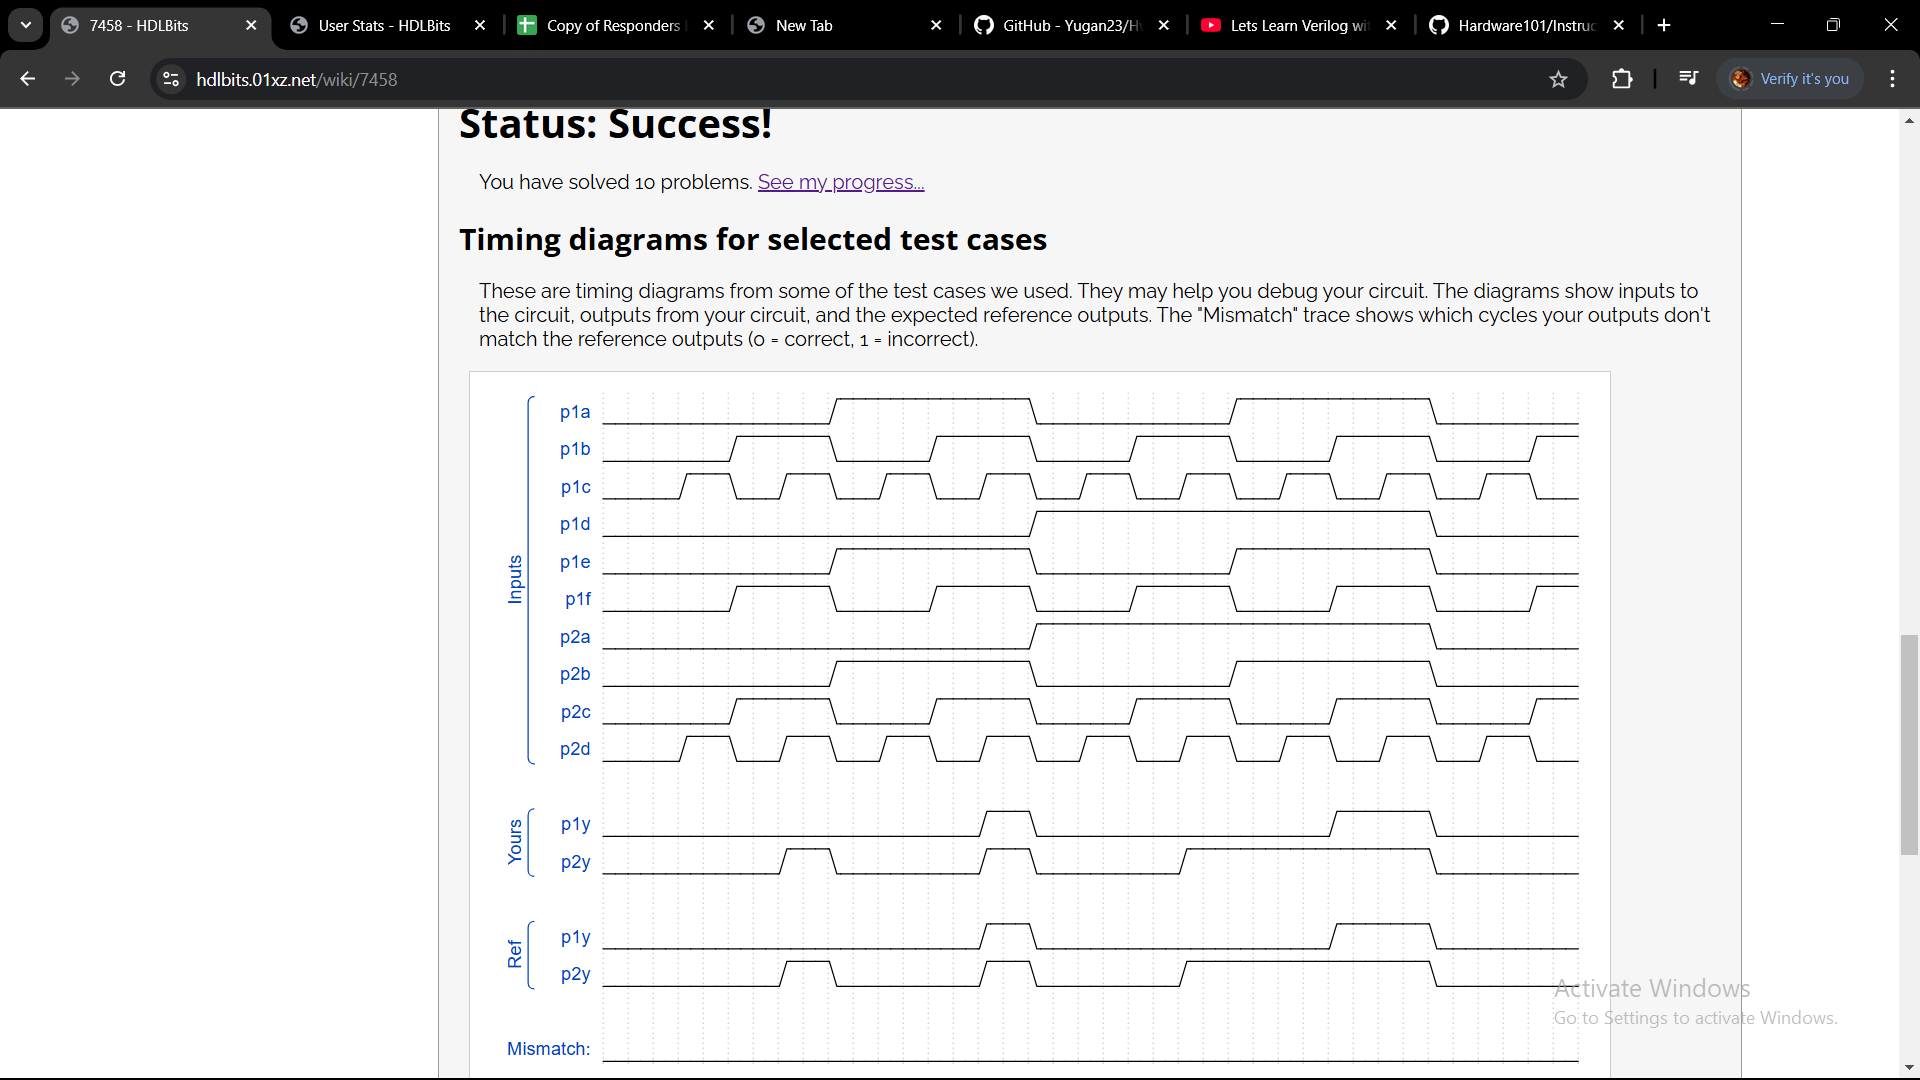 7458 - HDLBits
User Stats - HDLBits
Copy of Responders
New Tab
GitHub - Yugan23/H
Lets Learn Verilog wi
Hardware101/Instruc
hdlbits.01xz.net/wiki/7458
Verify it's you
Status: Success!
You have solved 10 problems. See my progress...
Timing diagrams for selected test cases
These are timing diagrams from some of the test cases we used. They may help you debug your circuit. The diagrams show inputs to
the circuit, outputs from your circuit, and the expected reference outputs. The "Mismatch" trace shows which cycles your outputs don't
match the reference outputs (0 = correct, 1 = incorrect).
Inputs
p1a
p1b
p1c
p1d
p1e
p1f
p2a
p2b
p2c
p2d
Yours
p1y
p2y
Ref
p1y
p2y
Mismatch:
Activate Windows
Go to Settings to activate Windows.